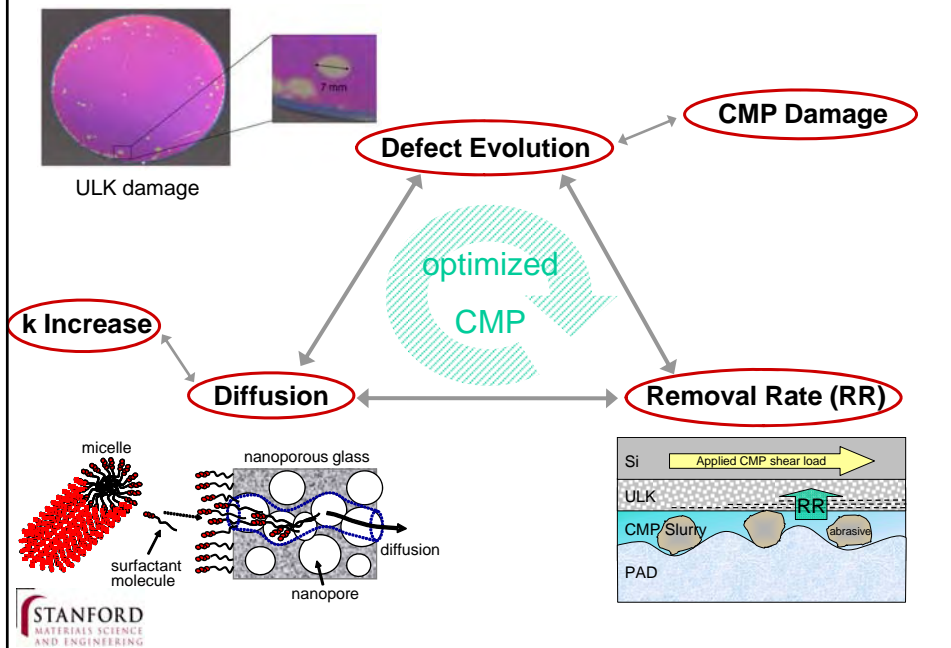 7 mm
ULK damage
CMP Damage
Defect Evolution
optimized
CMP
k Increase
Diffusion
Removal Rate (RR)
micelle
nanoporous glass
diffusion
surfactant
molecule
nanopore
Si
Applied CMP shear load
ULK
RR
CMP Slurry
abrasive
PAD
STANFORD
MATERIALS SCIENCE
AND ENGINEERING